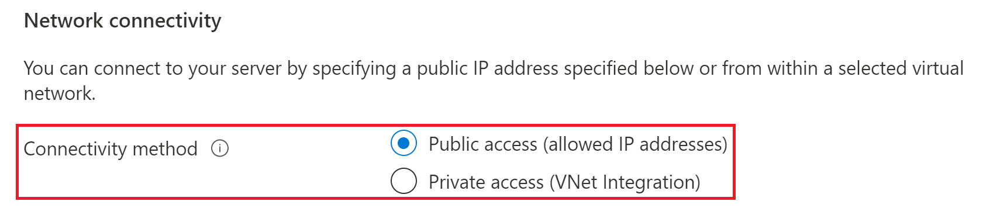 Network connectivity
You can connect to your server by specifying a public IP address specified below or from within a selected virtual
network.
Connectivity method
Public access (allowed IP addresses)
Private access (VNet Integration)